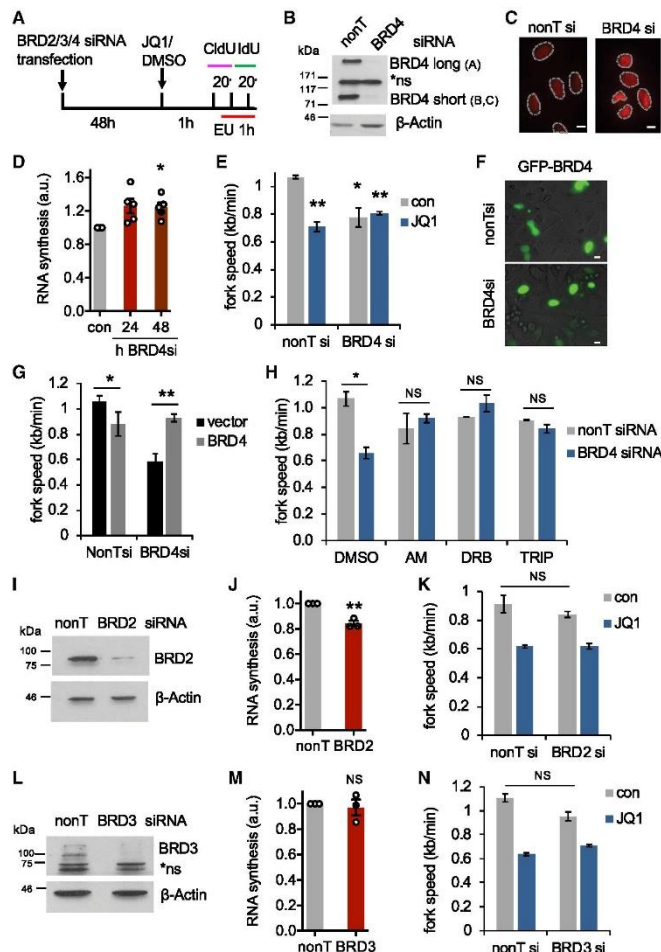 A
BRD2/3/4 siRNA
transfection
JQ1/
DMSO
CldU IdU
20' 20'
48h 1h EU 1h
B
nonT BRD4 siRNA
kDa
BRD4 long (A)
171
*ns
117
71
BRD4 short (B,C)
46
β-Actin
C
nonT si BRD4 si
D
RNA synthesis (a.u.)
1.6
1.2
0.8
0.4
0.0
*
con 24 48
h BRD4si
E
fork speed (kb/min)
1.2
1
0.8
0.6
0.4
0.2
0
** * **
con
JQ1
nonT si BRD4 si
F
GFP-BRD4
nonTsi
BRD4si
G
fork speed (kb/min)
1.2
1
0.8
0.6
0.4
0.2
0
* **
vector
BRD4
NonTsi BRD4si
H
fork speed (kb/min)
1.2
1
0.8
0.6
0.4
0.2
0
* NS NS NS
nonT siRNA
BRD4 siRNA
DMSO AM DRB TRIP
I
nonT BRD2 siRNA
kDa
100
75
BRD2
46
β-Actin
J
RNA synthesis (a.u.)
1.0
0.8
0.6
0.4
0.2
0.0
**
nonT BRD2
K
fork speed (kb/min)
1
0.8
0.6
0.4
0.2
0
NS
con
JQ1
nonT si BRD2 si
L
nonT BRD3 siRNA
kDa
BRD3
100
75
*ns
46
β-Actin
M
RNA synthesis (a.u.)
1.0
0.8
0.6
0.4
0.2
0.0
NS
nonT BRD3
N
fork speed (kb/min)
1.2
1
0.8
0.6
0.4
0.2
0
NS
con
JQ1
nonT si BRD3 si